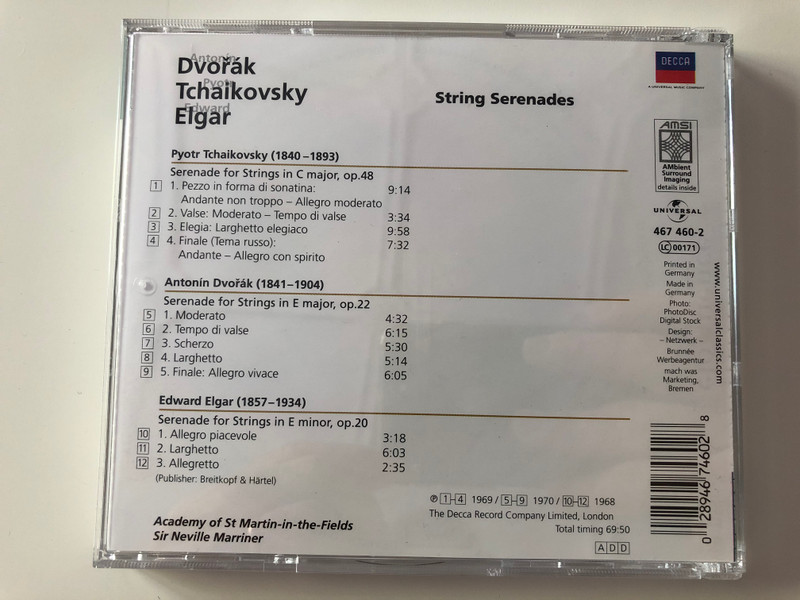 Antonín
Dvořák
Pyotr
Tchaikovsky
Edward
Elgar
String Serenades
DECCA
A UNIVERSAL MUSIC COMPANY
AMSI
AMbient
Surround
Imaging
details inside
UNIVERSAL
467 460-2
LC 00171
Printed in
Germany
Made in
Germany
Photo:
PhotoDisc
Digital Stock
Design:
– Netzwerk –
Brunnée
Werbeagentur
mach was
Marketing,
Bremen
www.universalclassics.com
Pyotr Tchaikovsky (1840–1893)
Serenade for Strings in C major, op.48
1 1. Pezzo in forma di sonatina: 9:14
Andante non troppo – Allegro moderato
2 2. Valse: Moderato – Tempo di valse 3:34
3 3. Elegia: Larghetto elegiaco 9:58
4 4. Finale (Tema russo): 7:32
Andante – Allegro con spirito
Antonín Dvořák (1841–1904)
Serenade for Strings in E major, op.22
5 1. Moderato 4:32
6 2. Tempo di valse 6:15
7 3. Scherzo 5:30
8 4. Larghetto 5:14
9 5. Finale: Allegro vivace 6:05
Edward Elgar (1857–1934)
Serenade for Strings in E minor, op.20
10 1. Allegro piacevole 3:18
11 2. Larghetto 6:03
12 3. Allegretto 2:35
(Publisher: Breitkopf & Härtel)
℗ 1-4 1969 / 5-9 1970 / 10-12 1968
The Decca Record Company Limited, London
Total timing 69:50
ADD
Academy of St Martin-in-the-Fields
Sir Neville Marriner
0 28946 74602 8